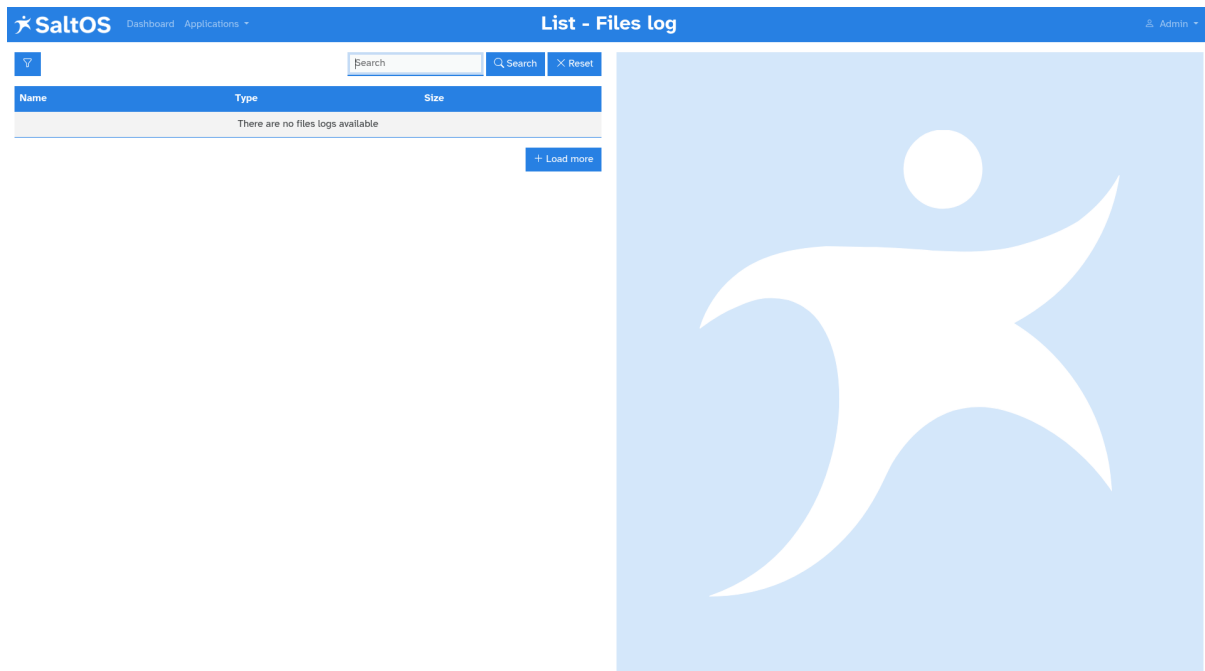 SaltOS Dashboard Applications List - Files log Admin
Search Search Reset
Name Type Size
There are no files logs available
+ Load more